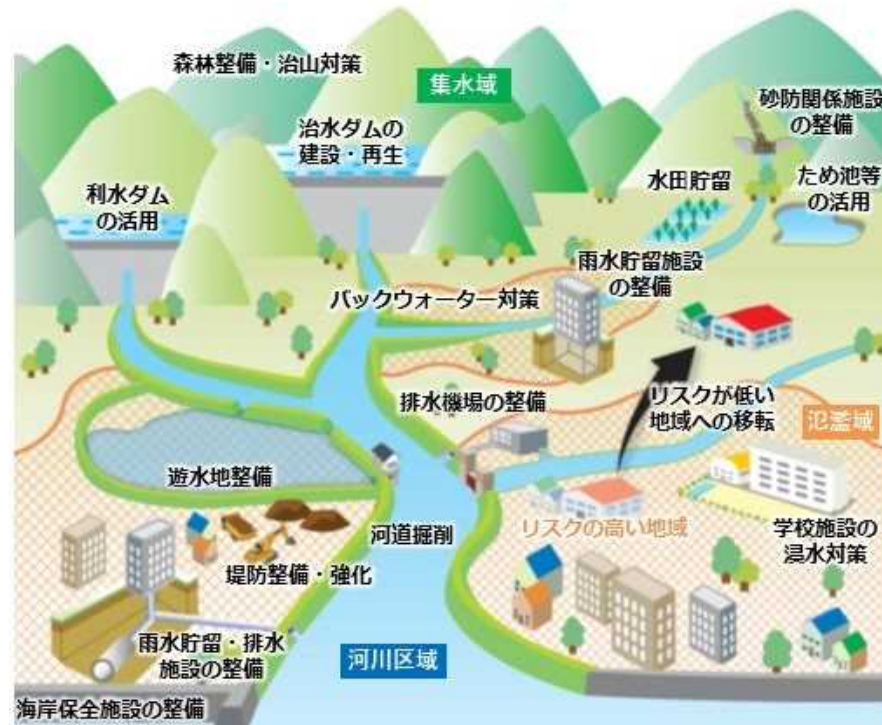 森林整備・治山対策
集水域
砂防関係施設
の整備
治水ダムの
建設・再生
水田貯留
ため池等
の活用
利水ダム
の活用
雨水貯留施設
の整備
バックウォーター対策
排水機場の整備
リスクが低い
地域への移転
氾濫域
遊水地整備
河道掘削
リスクの高い地域
学校施設の
浸水対策
堤防整備・強化
雨水貯留・排水
施設の整備
河川区域
海岸保全施設の整備